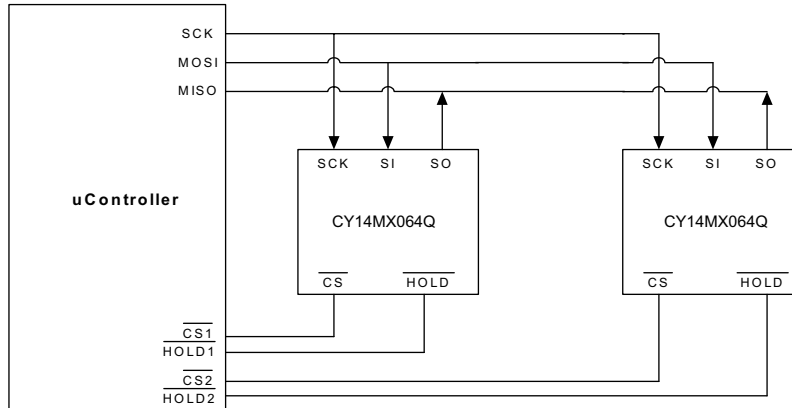 SCK
MOSI
MISO
SCK SI SO
SCK SI SO
uController
CY14MX064Q
CY14MX064Q
CS HOLD
CS HOLD
CS1
HOLD1
CS2
HOLD2